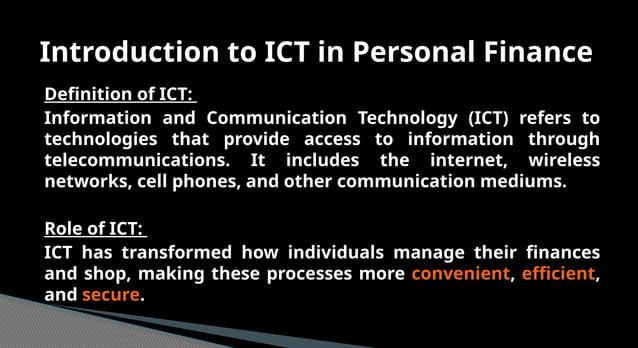 Introduction to ICT in Personal Finance
Definition of ICT:
Information and Communication Technology (ICT) refers to
technologies that provide access to information through
telecommunications. It includes the internet, wireless
networks, cell phones, and other communication mediums.
Role of ICT:
ICT has transformed how individuals manage their finances
and shop, making these processes more convenient, efficient,
and secure.